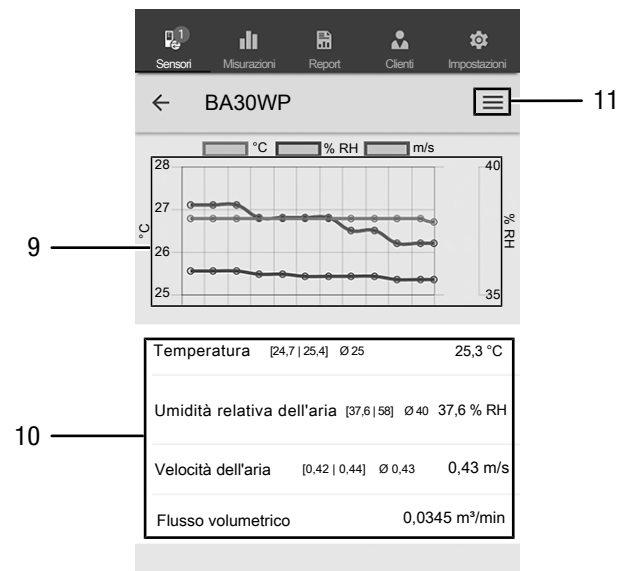 1
Sensori Misurazioni Report Clienti Impostazioni
← BA30WP
11
°C % RH m/s
28 40
27
°C % RH
9
26
25 35
Temperatura [24,7 | 25,4] Ø 25 25,3 °C
Umidità relativa dell'aria [37,6 | 58] Ø 40 37,6 % RH
10
Velocità dell'aria [0,42 | 0,44] Ø 0,43 0,43 m/s
Flusso volumetrico 0,0345 m³/min